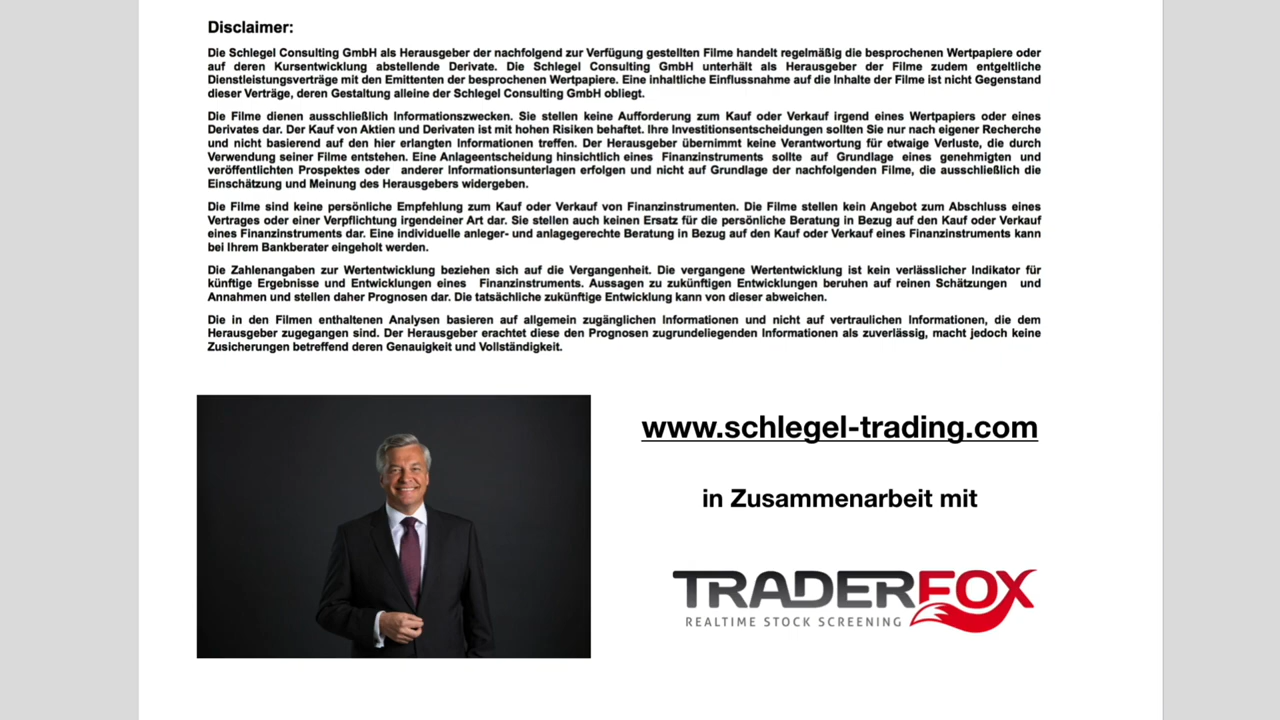 Disclaimer:
Die Schlegel Consulting GmbH als Herausgeber der nachfolgend zur Verfügung gestellten Filme handelt regelmäßig die besprochenen Wertpapiere oder
auf deren Kursentwicklung abstellende Derivate. Die Schlegel Consulting GmbH unterhält als Herausgeber der Filme zudem entgeltliche
Dienstleistungsverträge mit den Emittenten der besprochenen Wertpapiere. Eine inhaltliche Einflussnahme auf die Inhalte der Filme ist nicht Gegenstand
dieser Verträge, deren Gestaltung alleine der Schlegel Consulting GmbH obliegt.
Die Filme dienen ausschließlich Informationszwecken. Sie stellen keine Aufforderung zum Kauf oder Verkauf irgend eines Wertpapiers oder eines
Derivates dar. Der Kauf von Aktien und Derivaten ist mit hohen Risiken behaftet. Ihre Investitionsentscheidungen sollten Sie nur nach eigener Recherche
und nicht basierend auf den hier erlangten Informationen treffen. Der Herausgeber übernimmt keine Verantwortung für etwaige Verluste, die durch
Verwendung seiner Filme entstehen. Eine Anlageentscheidung hinsichtlich eines Finanzinstruments sollte auf Grundlage eines genehmigten und
veröffentlichten Prospektes oder anderer Informationsunterlagen erfolgen und nicht auf Grundlage der nachfolgenden Filme, die ausschließlich die
Einschätzung und Meinung des Herausgebers widergeben.
Die Filme sind keine persönliche Empfehlung zum Kauf oder Verkauf von Finanzinstrumenten. Die Filme stellen kein Angebot zum Abschluss eines
Vertrages oder einer Verpflichtung irgendeiner Art dar. Sie stellen auch keinen Ersatz für die persönliche Beratung in Bezug auf den Kauf oder Verkauf
eines Finanzinstruments dar. Eine individuelle anleger- und anlagegerechte Beratung in Bezug auf den Kauf oder Verkauf eines Finanzinstruments kann
bei Ihrem Bankberater eingeholt werden.
Die Zahlenangaben zur Wertentwicklung beziehen sich auf die Vergangenheit. Die vergangene Wertentwicklung ist kein verlässlicher Indikator für
künftige Ergebnisse und Entwicklungen eines Finanzinstruments. Aussagen zu zukünftigen Entwicklungen beruhen auf reinen Schätzungen und
Annahmen und stellen daher Prognosen dar. Die tatsächliche zukünftige Entwicklung kann von dieser abweichen.
Die in den Filmen enthaltenen Analysen basieren auf allgemein zugänglichen Informationen und nicht auf vertraulichen Informationen, die dem
Herausgeber zugegangen sind. Der Herausgeber erachtet diese den Prognosen zugrundeliegenden Informationen als zuverlässig, macht jedoch keine
Zusicherungen betreffend deren Genauigkeit und Vollständigkeit.
www.schlegel-trading.com
in Zusammenarbeit mit
TRADERFOX
REALTIME STOCK SCREENING